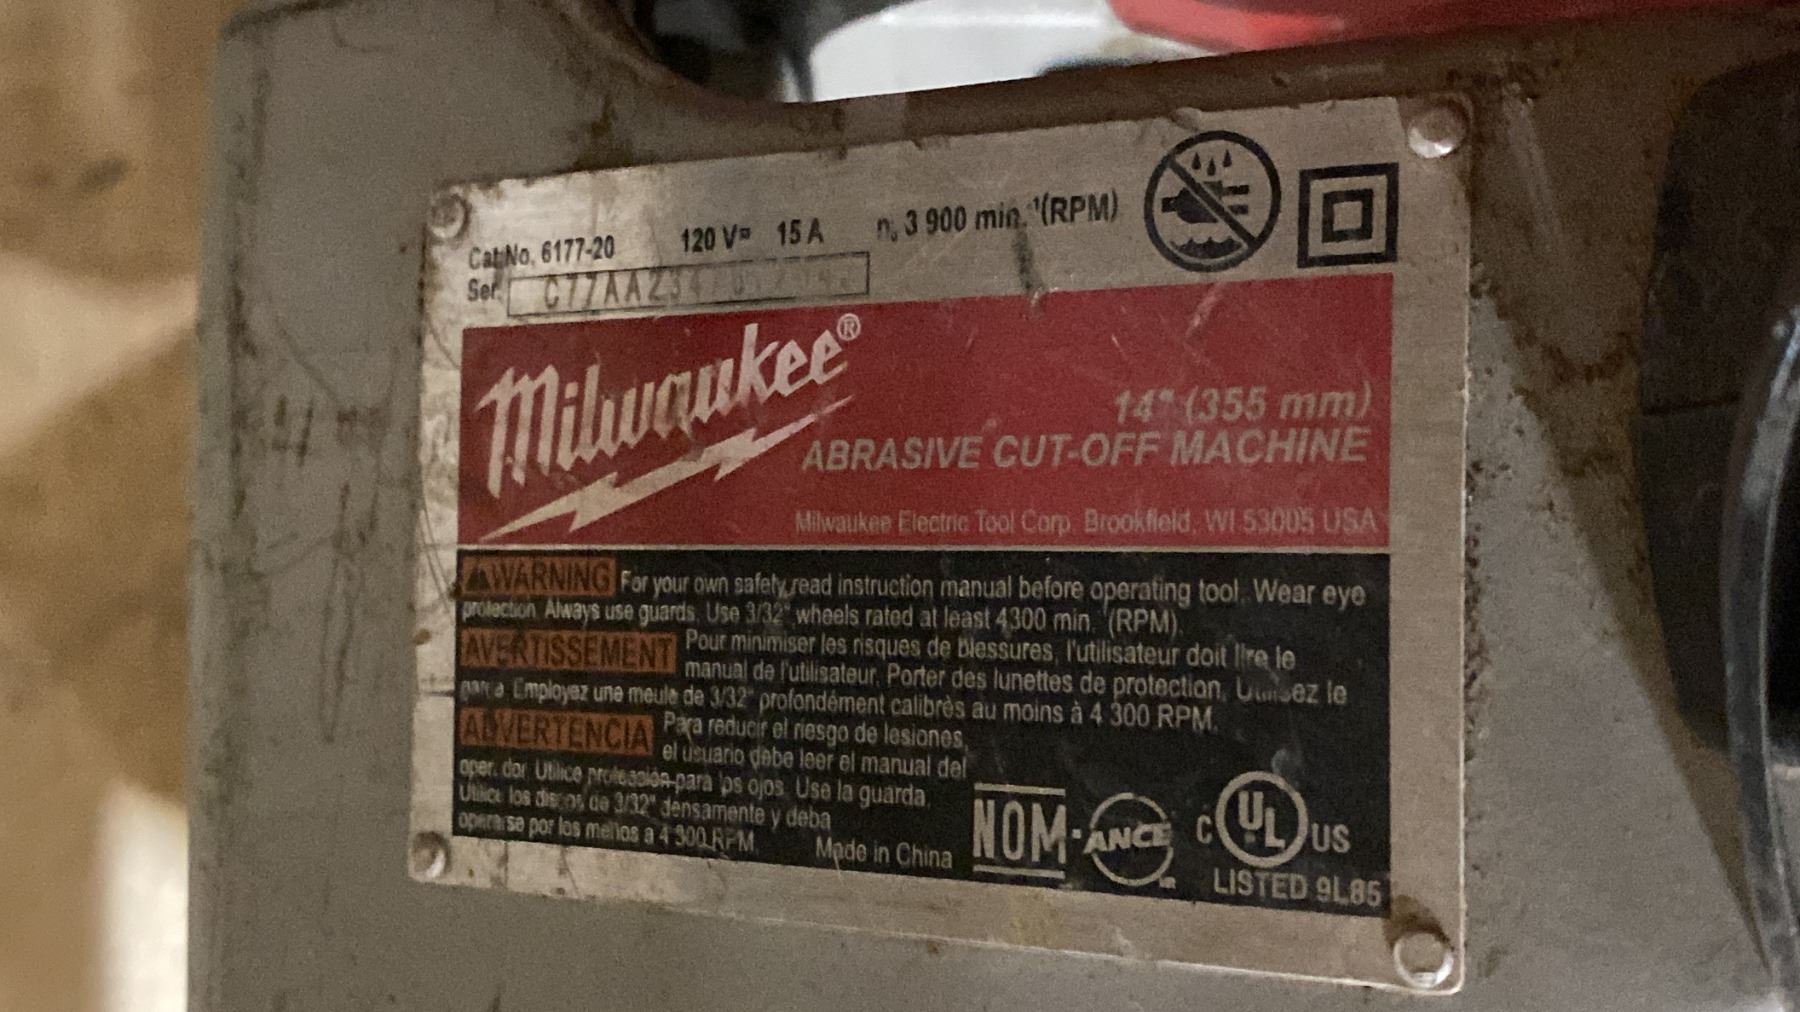 Cat No. 6177-20 120 V≂ 15 A n₀ 3 900 min.⁻¹(RPM)
Ser. C77AA234
Milwaukee®
14" (355 mm)
ABRASIVE CUT-OFF MACHINE
Milwaukee Electric Tool Corp. Brookfield, WI 53005 USA
WARNING For your own safety, read instruction manual before operating tool. Wear eye
protection. Always use guards. Use 3/32" wheels rated at least 4300 min. (RPM).
AVERTISSEMENT Pour minimiser les risques de blessures, l'utilisateur doit lire le
manual de l'utilisateur. Porter des lunettes de protection. Utilisez le
Employez une meule de 3/32" profondément calibrès au moins à 4 300 RPM.
ADVERTENCIA Para reducir el riesgo de lesiones,
el usuario debe leer el manual del
Utilice protección para los ojos. Use la guarda.
Utilice los discos de 3/32" densamente y deba
operarse por los menos a 4 300 RPM.
Made in China
NOM-ANCE
C UL US
LISTED 9L85